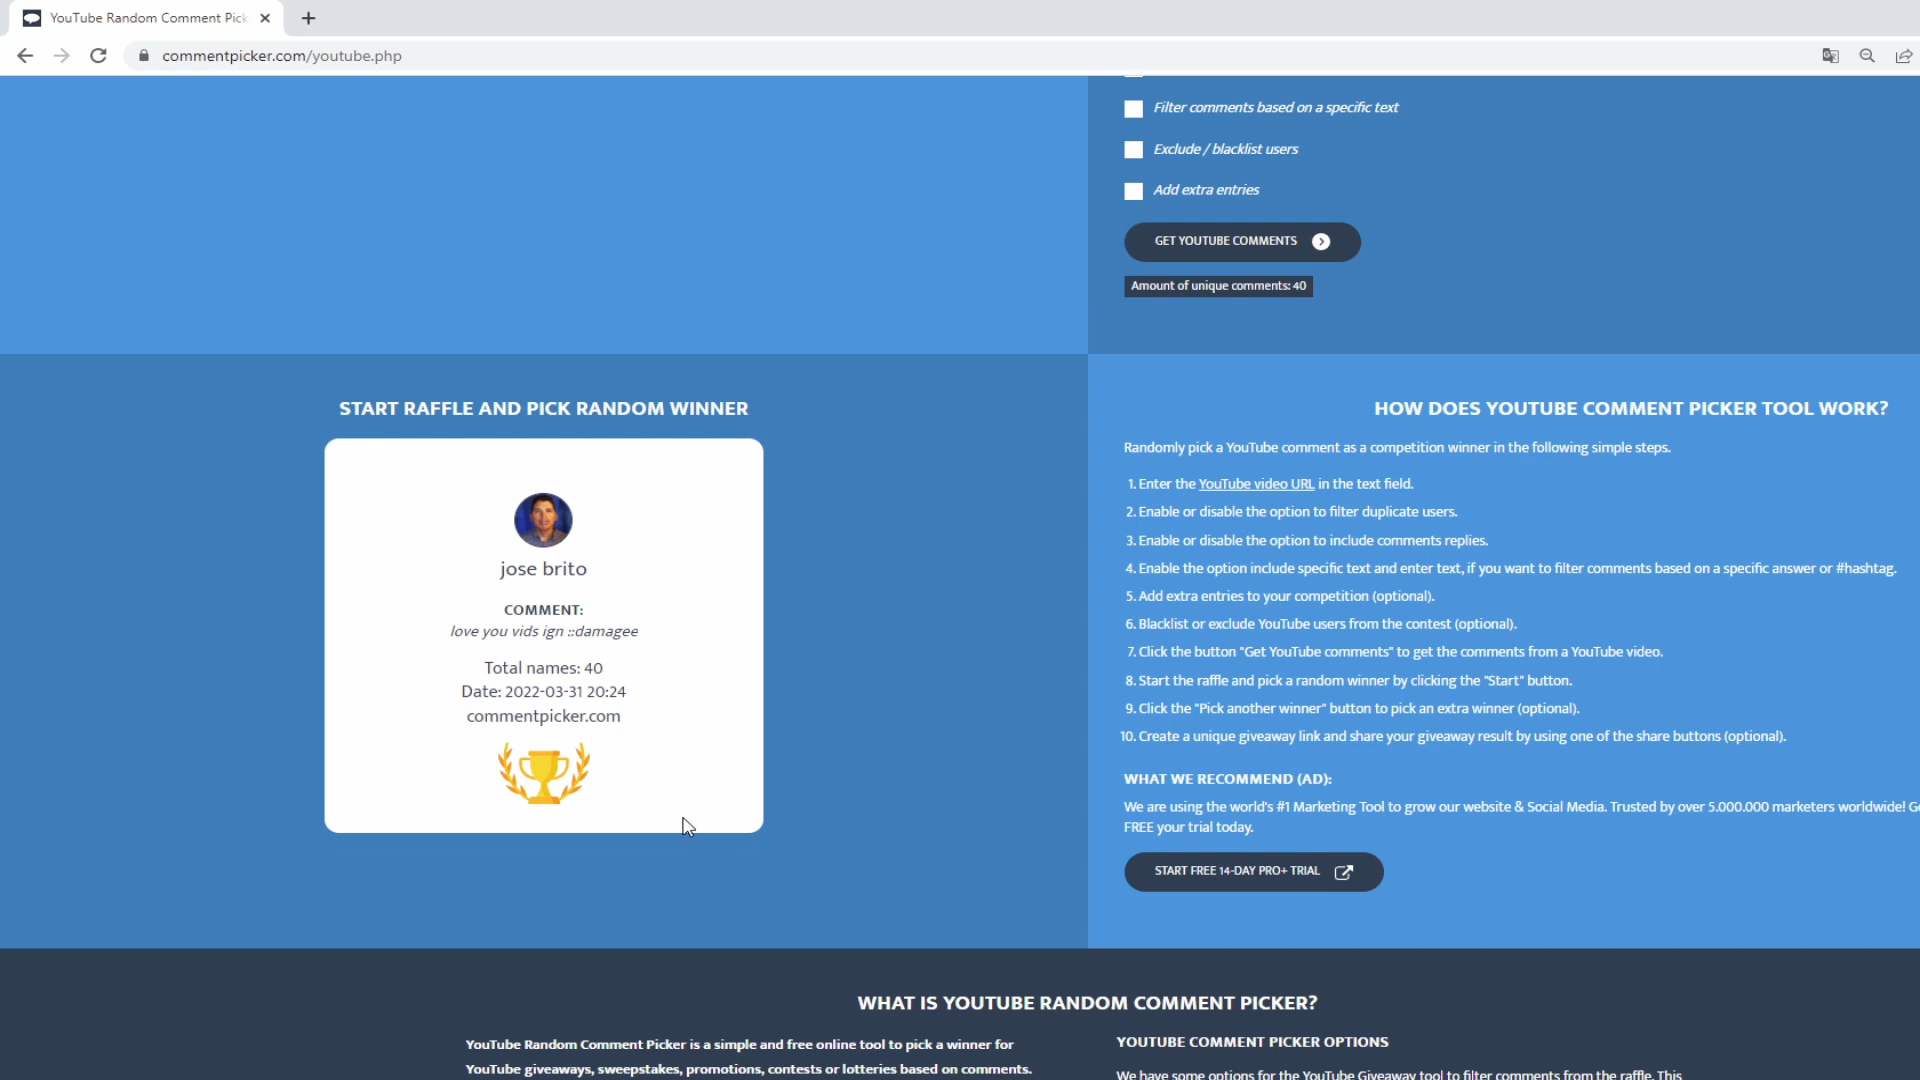 YouTube Random Comment Pick
commentpicker.com/youtube.php
Filter comments based on a specific text
Exclude / blacklist users
Add extra entries
GET YOUTUBE COMMENTS
Amount of unique comments: 40
START RAFFLE AND PICK RANDOM WINNER
jose brito
COMMENT:
love you vids ign ::damagee
Total names: 40
Date: 2022-03-31 20:24
commentpicker.com
HOW DOES YOUTUBE COMMENT PICKER TOOL WORK?
Randomly pick a YouTube comment as a competition winner in the following simple steps.
1. Enter the YouTube video URL in the text field.
2. Enable or disable the option to filter duplicate users.
3. Enable or disable the option to include comments replies.
4. Enable the option include specific text and enter text, if you want to filter comments based on a specific answer or #hashtag.
5. Add extra entries to your competition (optional).
6. Blacklist or exclude YouTube users from the contest (optional).
7. Click the button "Get YouTube comments" to get the comments from a YouTube video.
8. Start the raffle and pick a random winner by clicking the "Start" button.
9. Click the "Pick another winner" button to pick an extra winner (optional).
10. Create a unique giveaway link and share your giveaway result by using one of the share buttons (optional).
WHAT WE RECOMMEND (AD):
We are using the world's #1 Marketing Tool to grow our website & Social Media. Trusted by over 5.000.000 marketers worldwide!
FREE your trial today.
START FREE 14-DAY PRO+ TRIAL
WHAT IS YOUTUBE RANDOM COMMENT PICKER?
YouTube Random Comment Picker is a simple and free online tool to pick a winner for
YouTube giveaways, sweepstakes, promotions, contests or lotteries based on comments.
YOUTUBE COMMENT PICKER OPTIONS
We have some options for the YouTube Giveaway tool to filter comments from the raffle. This